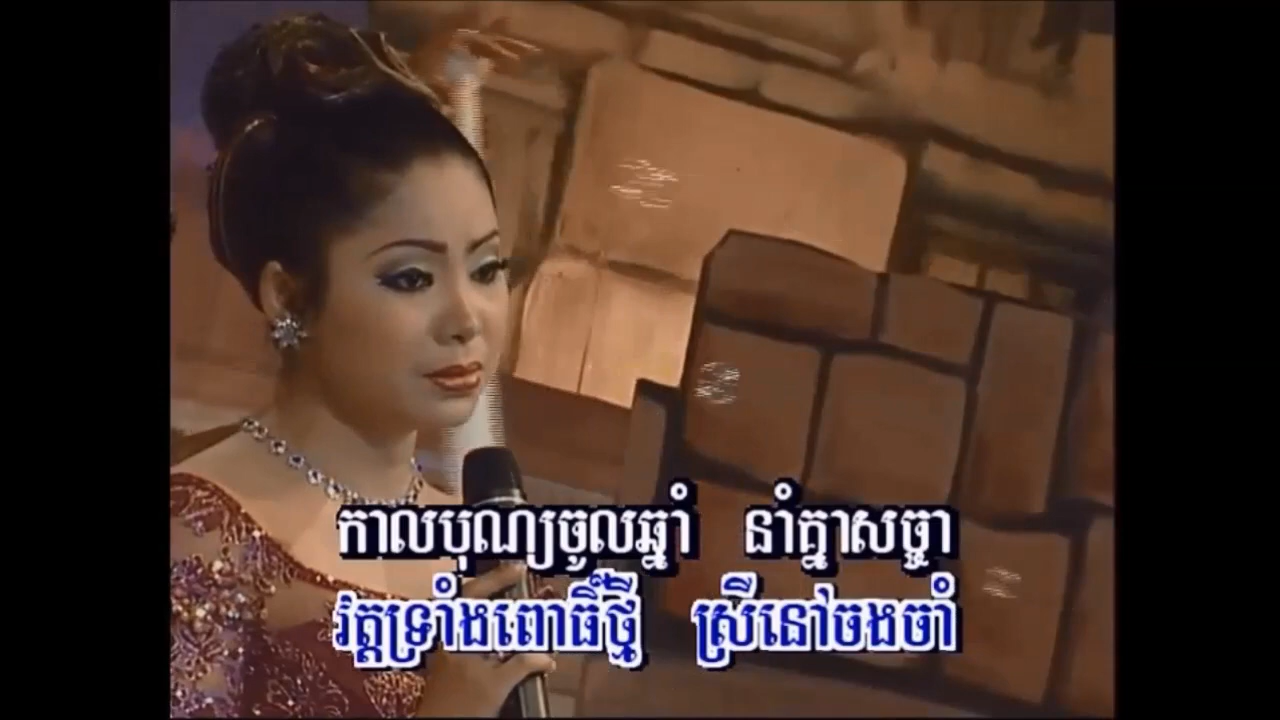 កាលបុណ្យចូលឆ្នាំ នាំគ្នាសច្ចា
វត្តទ្រាំងពោធិ៍ថ្មី ស្រីនៅចងចាំ